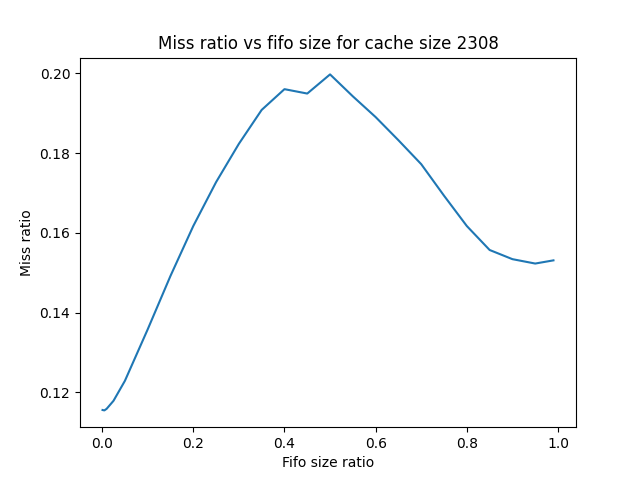 Miss ratio vs fifo size for cache size 2308
0.20
0.18
0.16
0.14
0.12
Miss ratio
0.0 0.2 0.4 0.6 0.8 1.0
Fifo size ratio